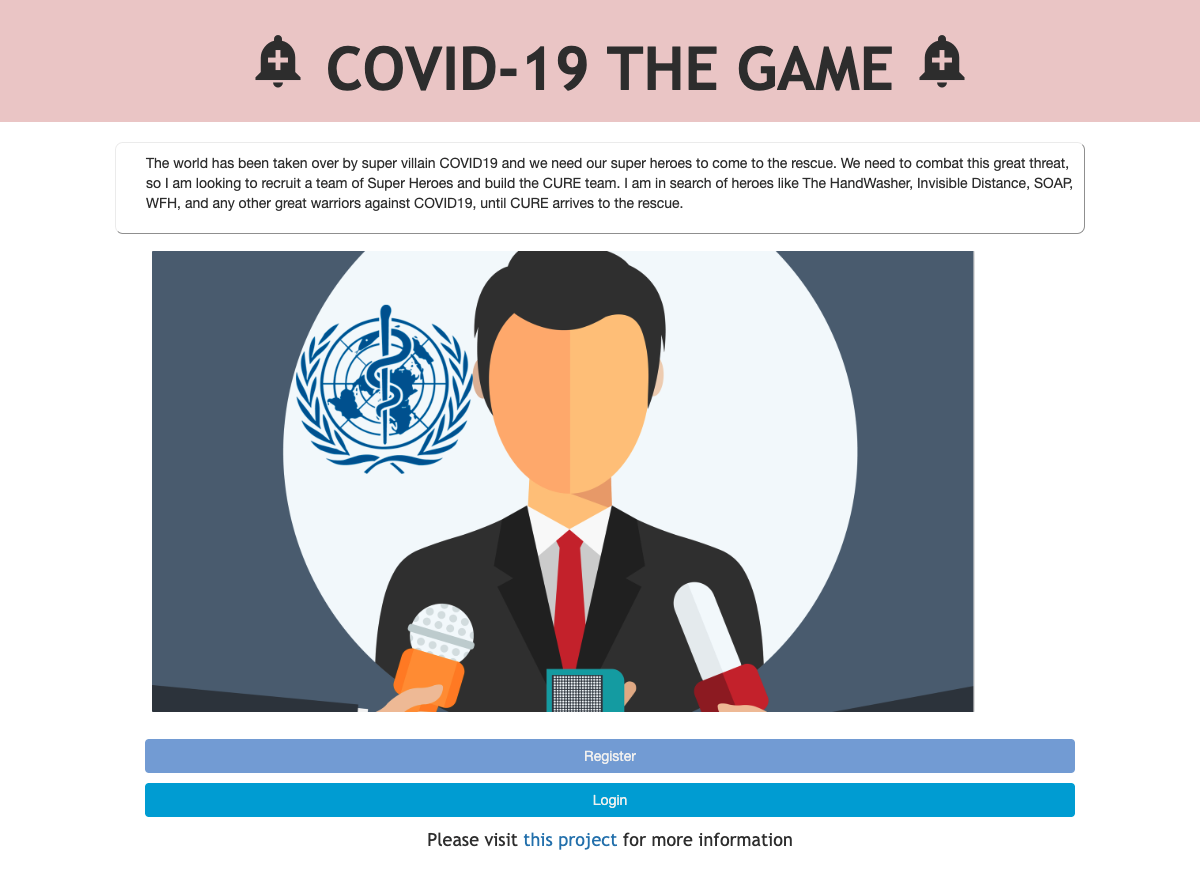 COVID-19 THE GAME
The world has been taken over by super villain COVID19 and we need our super heroes to come to the rescue. We need to combat this great threat,
so I am looking to recruit a team of Super Heroes and build the CURE team. I am in search of heroes like The HandWasher, Invisible Distance, SOAP,
WFH, and any other great warriors against COVID19, until CURE arrives to the rescue.
Register
Login
Please visit this project for more information